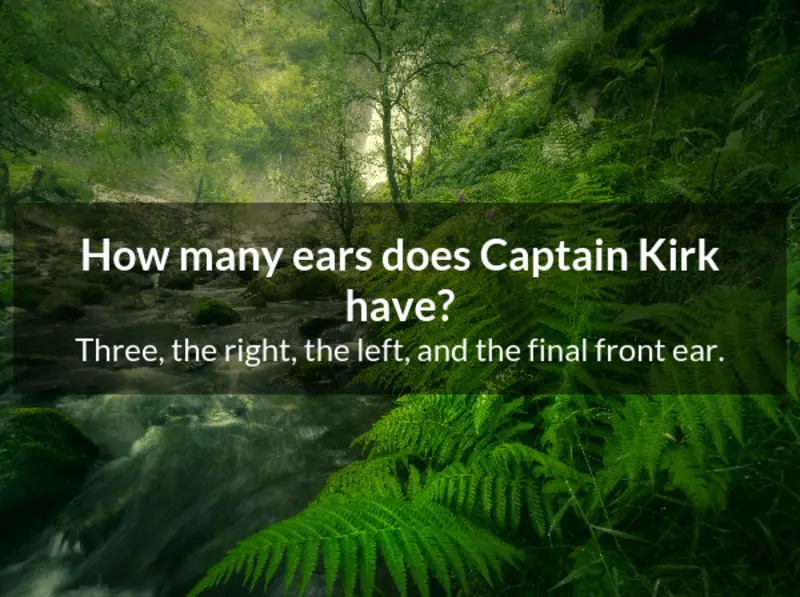 How many ears does Captain Kirk
have?
Three, the right, the left, and the final front ear.